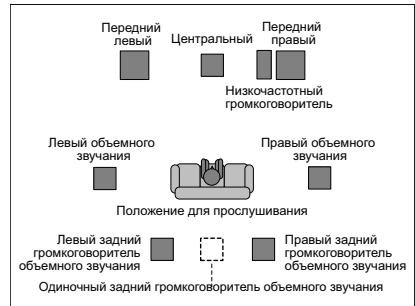 Передний
левый
Центральный
Передний
правый
Низкочастотный
громкоговоритель
Левый объемного
звучания
Правый объемного
звучания
Положение для прослушивания
Левый задний
громкоговоритель
объемного звучания
Правый задний
громкоговоритель
объемного звучания
Одиночный задний громкоговоритель объемного звучания